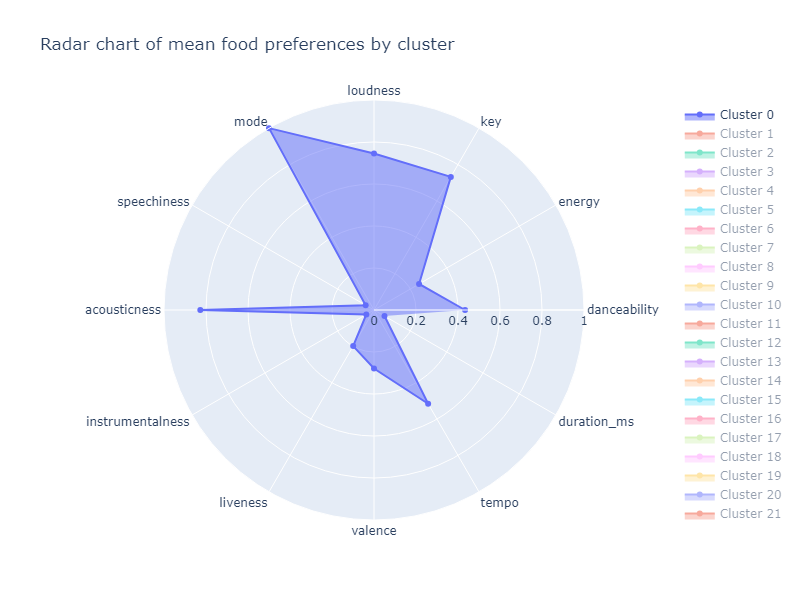 Radar chart of mean food preferences by cluster
loudness
mode
key
speechiness
energy
acousticness
danceability
0
0.2
0.4
0.6
0.8
1
instrumentalness
duration_ms
liveness
tempo
valence
Cluster 0
Cluster 1
Cluster 2
Cluster 3
Cluster 4
Cluster 5
Cluster 6
Cluster 7
Cluster 8
Cluster 9
Cluster 10
Cluster 11
Cluster 12
Cluster 13
Cluster 14
Cluster 15
Cluster 16
Cluster 17
Cluster 18
Cluster 19
Cluster 20
Cluster 21